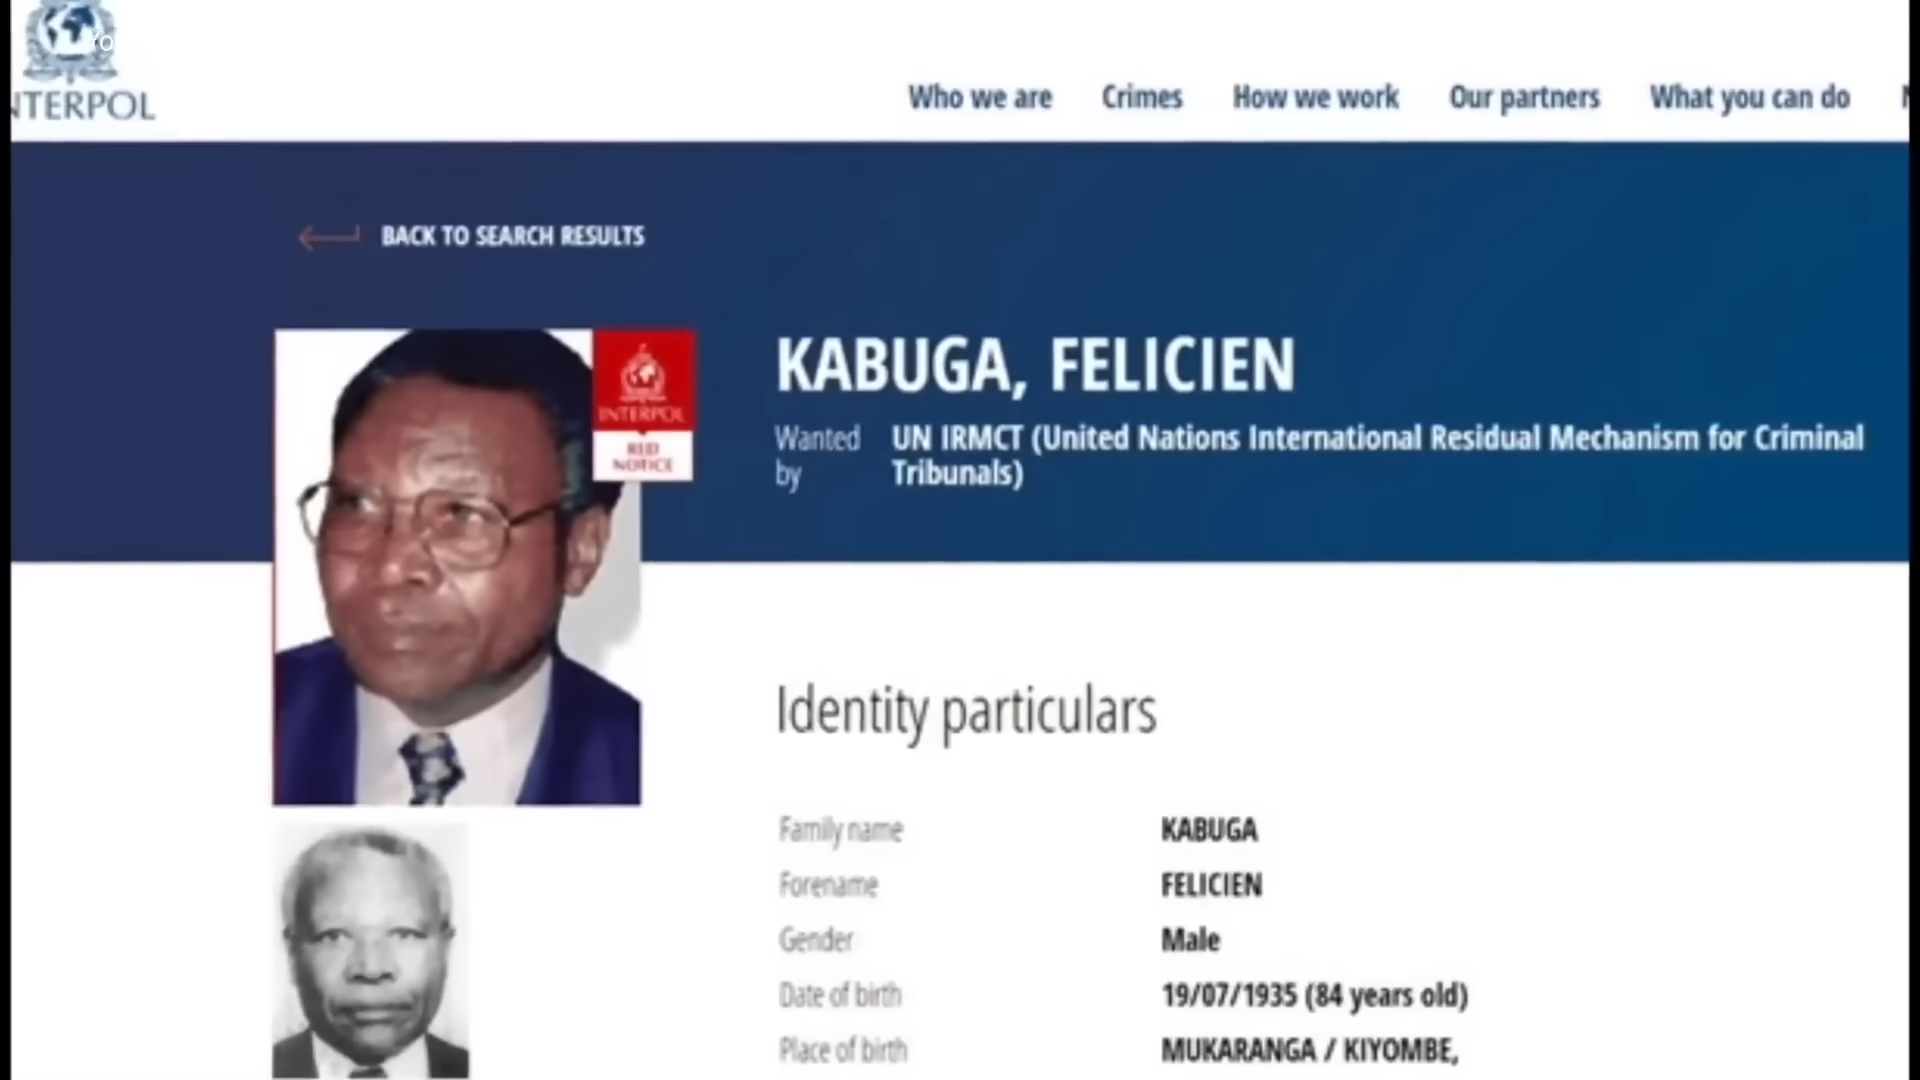 NTERPOL
Who we are Crimes How we work Our partners What you can do
BACK TO SEARCH RESULTS
INTERPOL
RED
NOTICE
KABUGA, FELICIEN
Wanted by UN IRMCT (United Nations International Residual Mechanism for Criminal
Tribunals)
Identity particulars
Family name KABUGA
Forename FELICIEN
Gender Male
Date of birth 19/07/1935 (84 years old)
Place of birth MUKARANGA / KIYOMBE,